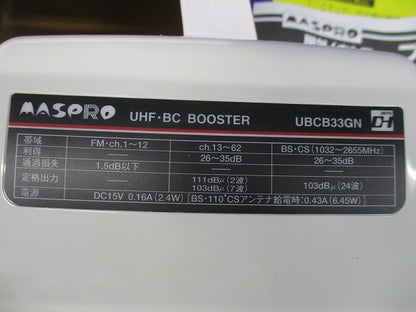 MASPRO
MASPRO UHF・BC BOOSTER UBCB33GN DH
帯域 FM・ch.1～12 ch.13～62 BS・CS(1032～2655MHz)
利得 —— 26～35dB 26～35dB
通過損失 1.5dB以下 —— ——
定格出力 —— 111dBμ(2波) 103dBμ(7波) 103dBμ(24波)
電源 DC15V 0.16A(2.4W) [BS・110°CSアンテナ給電時:0.43A(6.45W)]